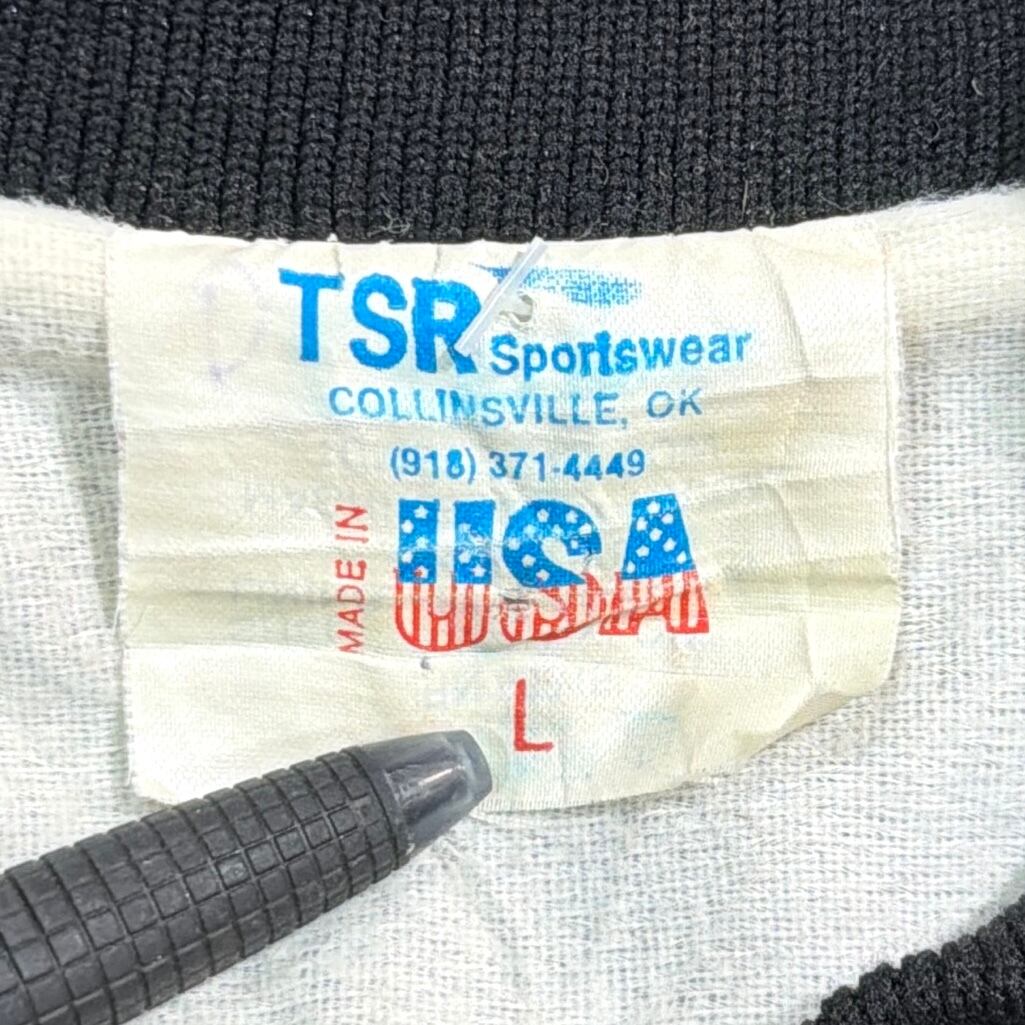 TSR Sportswear
COLLINSVILLE, OK
(918) 371-4449
MADE IN
USA
L